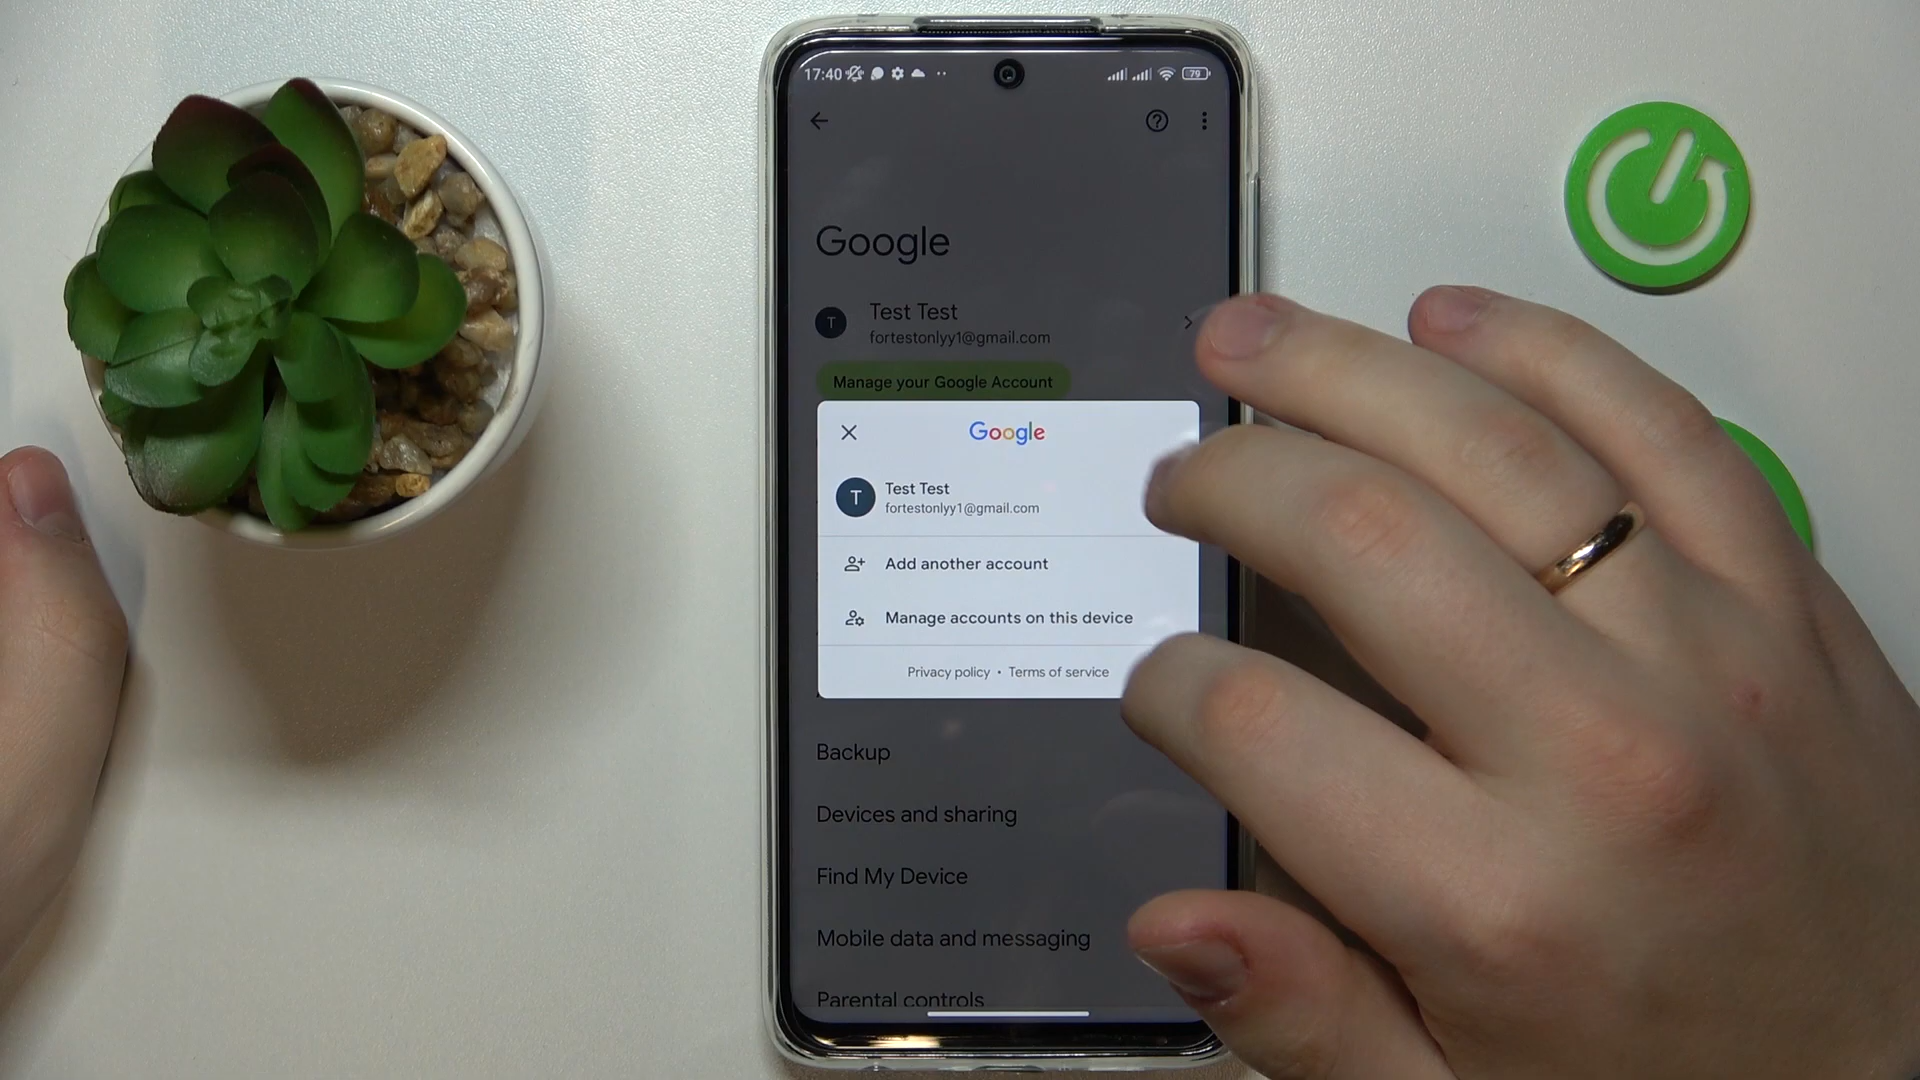 17:40
79
Google
T
Test Test
fortestonlyy1@gmail.com
Manage your Google Account
Google
T
Test Test
fortestonlyy1@gmail.com
Add another account
Manage accounts on this device
Privacy policy • Terms of service
Backup
Devices and sharing
Find My Device
Mobile data and messaging
Parental controls